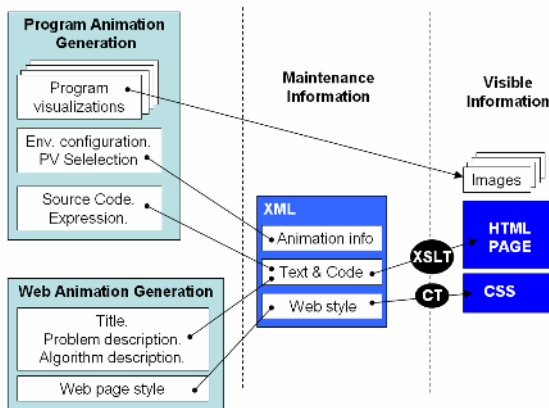 Program Animation
Generation
Program
visualizations
Env. configuration.
PV Selelection
Source Code.
Expression.
Web Animation Generation
Title.
Problem description.
Algorithm description.
Web page style
Maintenance
Information
XML
Animation info
Text & Code
Web style
XSLT
CT
Visible
Information
Images
HTML
PAGE
CSS